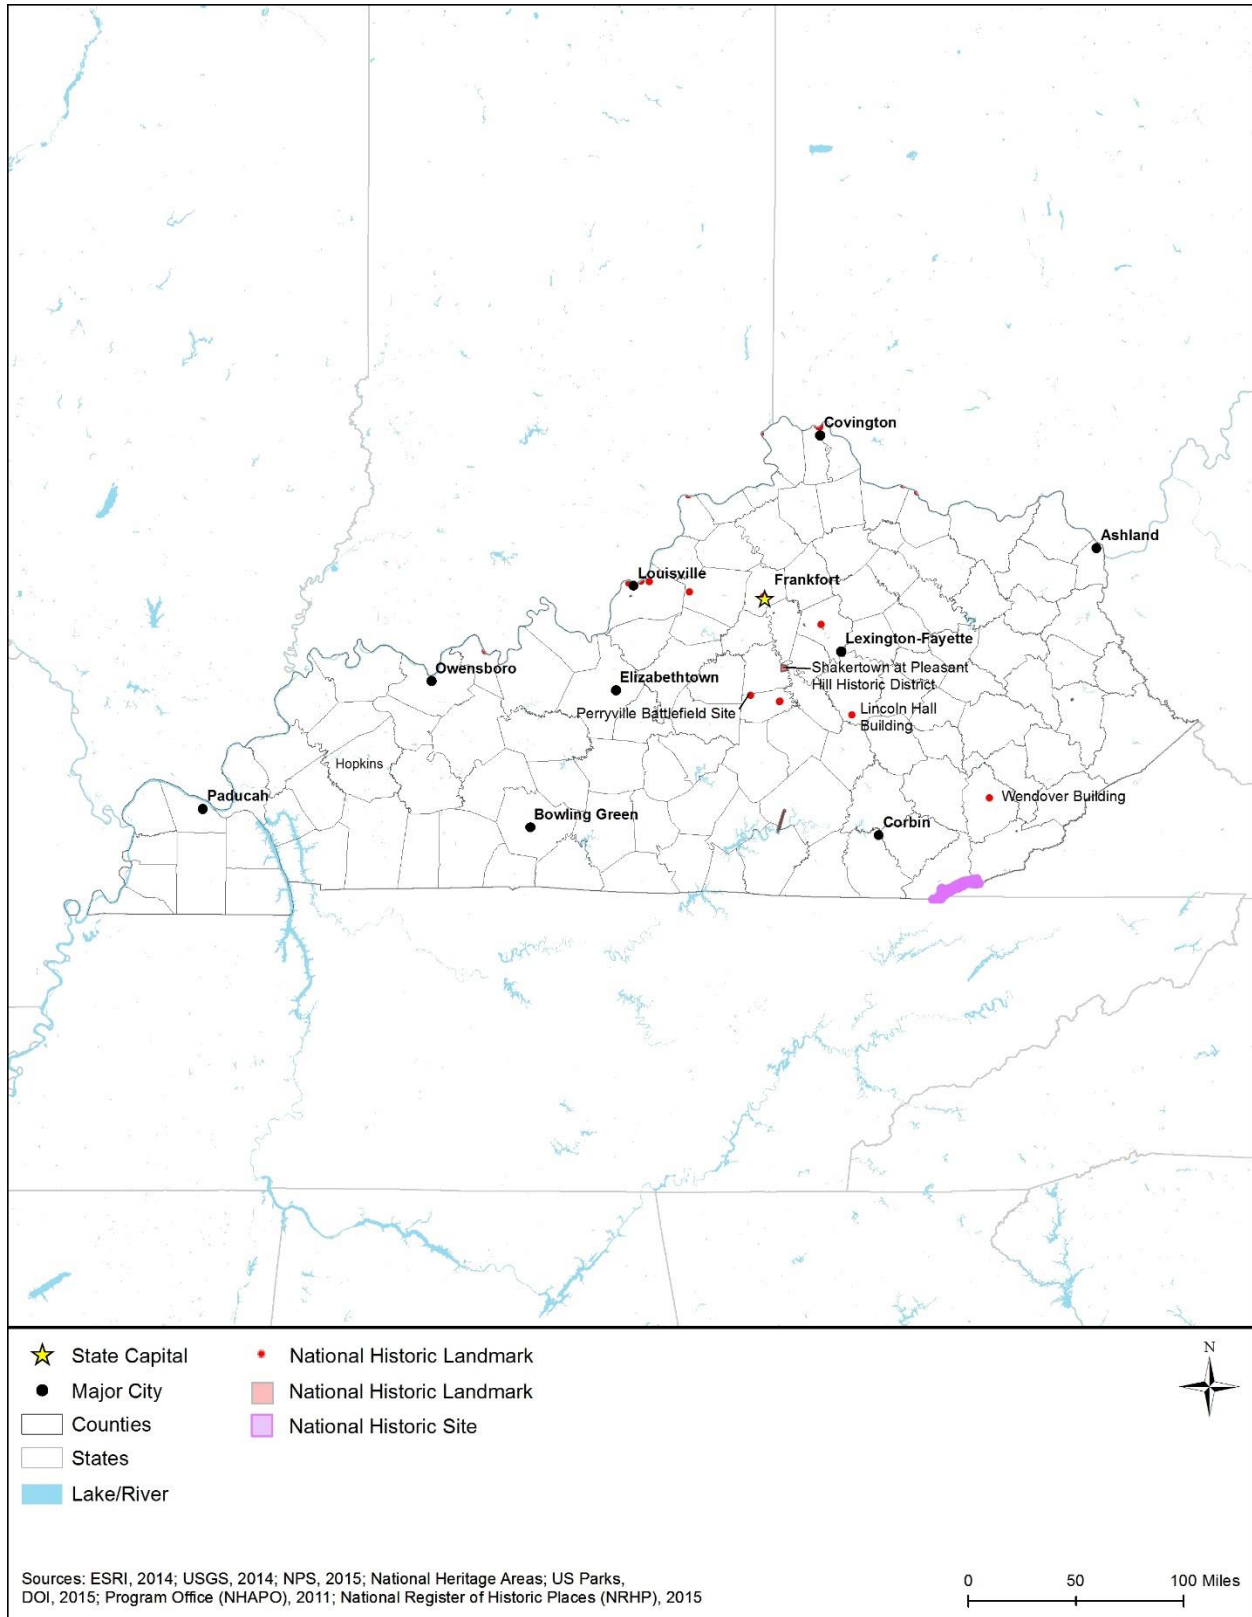 Covington
Ashland
Louisville
Frankfort
Lexington-Fayette
Shakertown at Pleasant
Hill Historic District
Owensboro
Elizabethtown
Perryville Battlefield Site
Lincoln Hall
Building
Hopkins
Paducah
Wendover Building
Bowling Green
Corbin
State Capital
Major City
Counties
States
Lake/River
National Historic Landmark
National Historic Landmark
National Historic Site
N
Sources: ESRI, 2014; USGS, 2014; NPS, 2015; National Heritage Areas; US Parks,
DOI, 2015; Program Office (NHAPO), 2011; National Register of Historic Places (NRHP), 2015
0 50 100 Miles